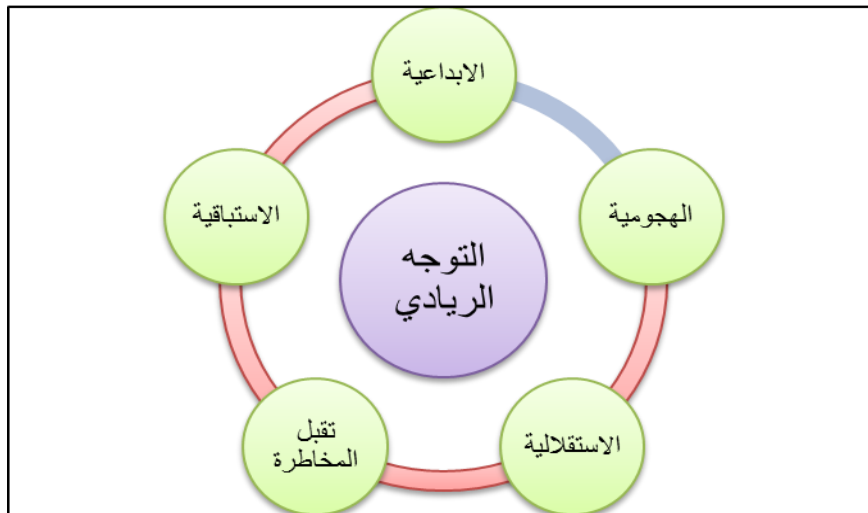 الابداعية
الهجومية
الاستباقية
التوجه
الريادي
الاستقلالية
تقبل
المخاطرة